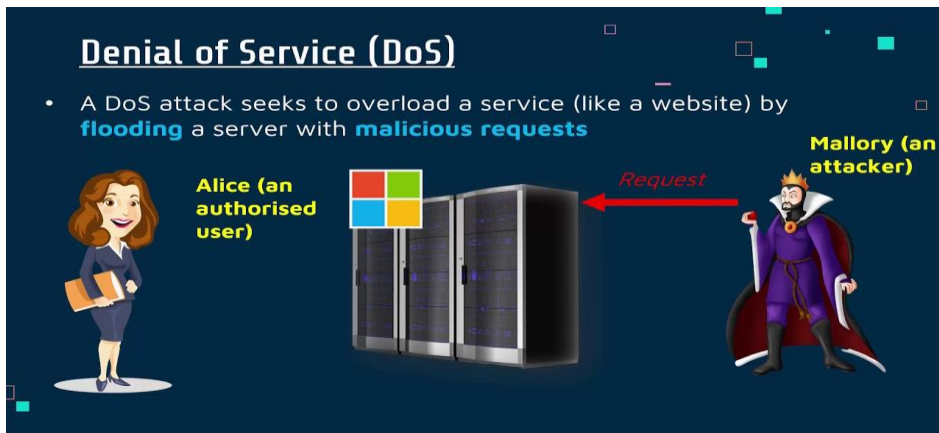 Denial of Service (DoS)
• A DoS attack seeks to overload a service (like a website) by
flooding a server with malicious requests
Mallory (an
attacker)
Alice (an
authorised
user)
Request